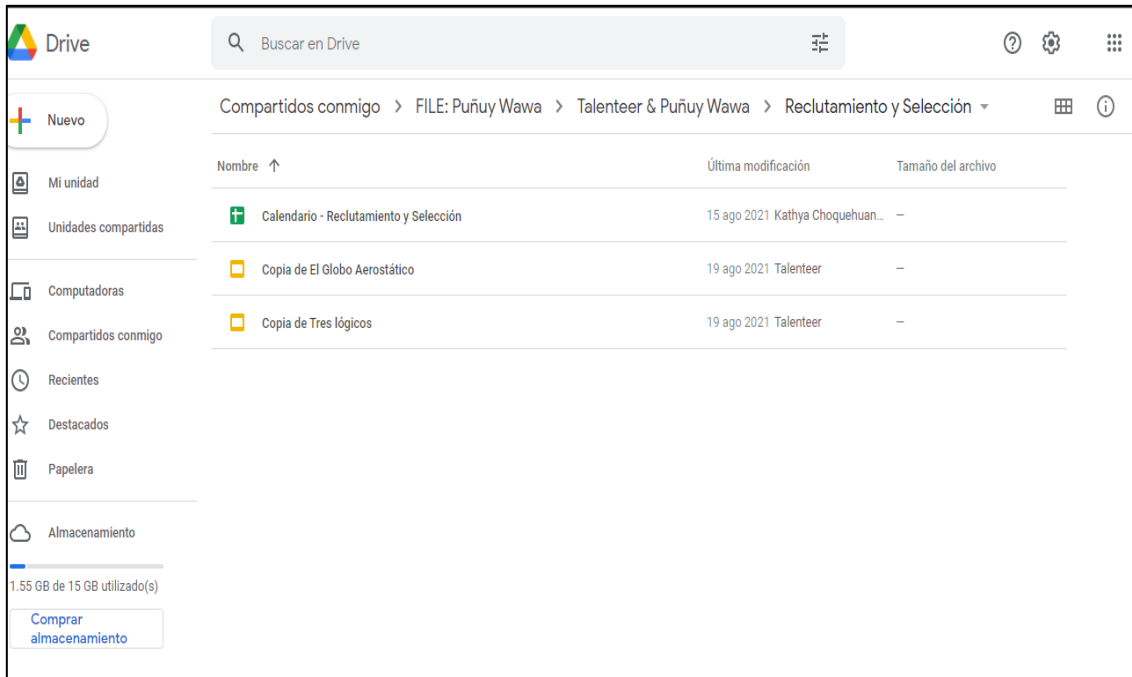 Drive
Buscar en Drive
Nuevo
Mi unidad
Unidades compartidas
Computadoras
Compartidos conmigo
Recientes
Destacados
Papelera
Almacenamiento
1.55 GB de 15 GB utilizado(s)
Comprar
almacenamiento
Compartidos conmigo > FILE: Puñuy Wawa > Talenteer & Puñuy Wawa > Reclutamiento y Selección
Nombre ↑ Última modificación Tamaño del archivo
Calendario - Reclutamiento y Selección 15 ago 2021 Kathya Choquehuan... –
Copia de El Globo Aerostático 19 ago 2021 Talenteer –
Copia de Tres lógicos 19 ago 2021 Talenteer –